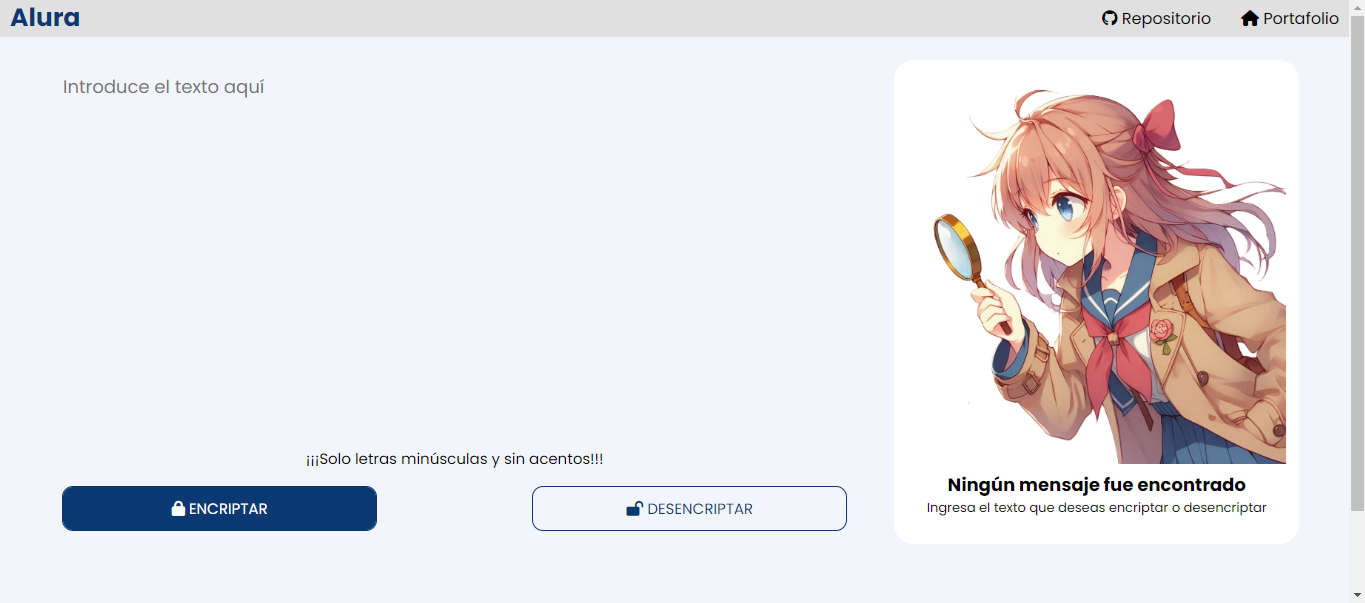 Alura
Repositorio
Portafolio
Introduce el texto aquí
¡¡¡Solo letras minúsculas y sin acentos!!!
ENCRIPTAR
DESENCRIPTAR
Ningún mensaje fue encontrado
Ingresa el texto que deseas encriptar o desencriptar